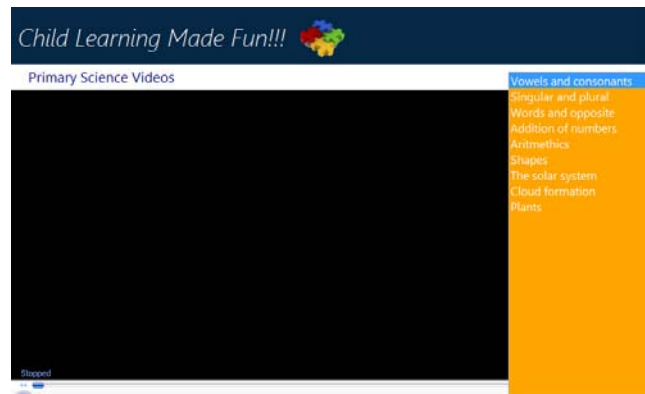 Child Learning Made Fun!!!
Primary Science Videos
Vowels and consonants
Singular and plural
Words and opposite
Addition of numbers
Aritmethics
Shapes
The solar system
Cloud formation
Plants
Stopped